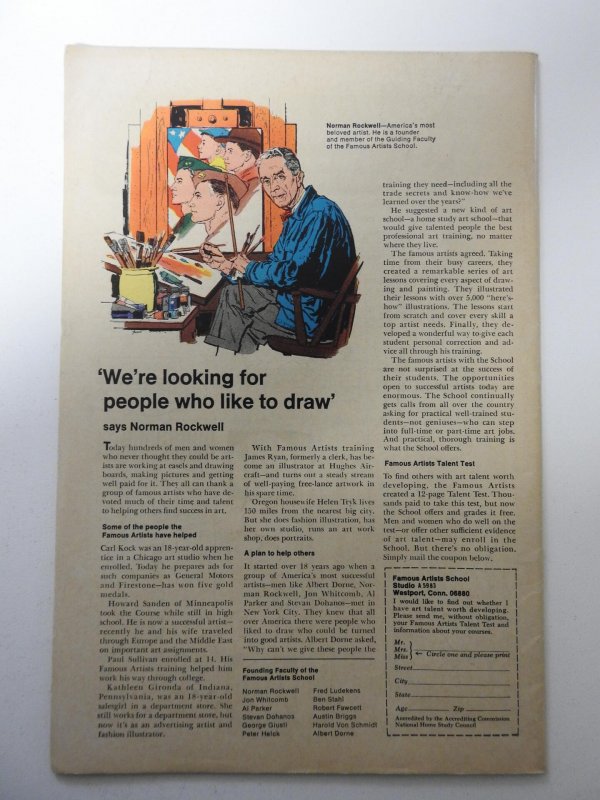 Norman Rockwell—America's most
beloved artist. He is a founder
and member of the Guiding Faculty
of the Famous Artists School.
'We're looking for
people who like to draw'
says Norman Rockwell
Today hundreds of men and women
who never thought they could be art-
ists are working at easels and drawing
boards, making pictures and getting
well paid for it. They all can thank a
group of famous artists who have de-
voted much of their time and talent
to helping others find success in art.
Some of the people the
Famous Artists have helped
Carl Kock was an 18-year-old appren-
tice in a Chicago art studio when he
enrolled. Today he prepares ads for
such companies as General Motors
and Firestone—has won five gold
medals.
Howard Sanden of Minneapolis
took the Course while still in high
school. He is now a successful artist—
recently he and his wife traveled
through Europe and the Middle East
on important art assignments.
Paul Sullivan enrolled at 14. His
Famous Artists training helped him
work his way through college.
Kathleen Gironda of Indiana,
Pennsylvania, was an 18-year-old
salesgirl in a department store. She
still works for a department store, but
now it's as an advertising artist and
fashion illustrator.
With Famous Artists training
James Ryan, formerly a clerk, has be-
come an illustrator at Hughes Air-
craft—and turns out a steady stream
of well-paying free-lance artwork in
his spare time.
Oregon housewife Helen Tryk lives
150 miles from the nearest big city.
But she does fashion illustration, has
her own studio, runs an art work
shop, does portraits.
A plan to help others
It started over 18 years ago when a
group of America's most successful
artists—men like Albert Dorne, Nor-
man Rockwell, Jon Whitcomb, Al
Parker and Stevan Dohanos—met in
New York City. They knew that all
over America there were people who
liked to draw who could be turned
into good artists. Albert Dorne asked,
"Why can't we give these people the
Founding Faculty of the
Famous Artists School
Norman Rockwell
Jon Whitcomb
Al Parker
Stevan Dohanos
George Giusti
Peter Helck
Fred Ludekens
Ben Stahl
Robert Fawcett
Austin Briggs
Harold Von Schmidt
Albert Dorne
training they need—including all the
trade secrets and know-how we've
learned over the years?"
He suggested a new kind of art
school—a home study art school—that
would give talented people the best
professional art training, no matter
where they live.
The famous artists agreed. Taking
time from their busy careers, they
created a remarkable series of art
lessons covering every aspect of draw-
ing and painting. They illustrated
their lessons with over 5,000 "here's-
how" illustrations. The lessons start
from scratch and cover every skill a
top artist needs. Finally, they de-
veloped a wonderful way to give each
student personal correction and ad-
vice all through his training.
The famous artists with the School
are not surprised at the success of
their students. The opportunities
open to successful artists today are
enormous. The School continually
gets calls from all over the country
asking for practical well-trained stu-
dents—not geniuses—who can step
into full-time or part-time art jobs.
And practical, thorough training is
what the School offers.
Famous Artists Talent Test
To find others with art talent worth
developing, the Famous Artists
created a 12-page Talent Test. Thou-
sands paid to take this test, but now
the School offers and grades it free.
Men and women who do well on the
test—or offer other sufficient evidence
of art talent—may enroll in the
School. But there's no obligation.
Simply mail the coupon below.
Famous Artists School
Studio A5983
Westport, Conn. 06880
I would like to find out whether I
have art talent worth developing.
Please send me, without obligation,
your Famous Artists Talent Test and
information about your courses.
Mr.
Mrs.
Miss
← Circle one and please print
Street
City
State
Age Zip
Accredited by the Accrediting Commission
National Home Study Council